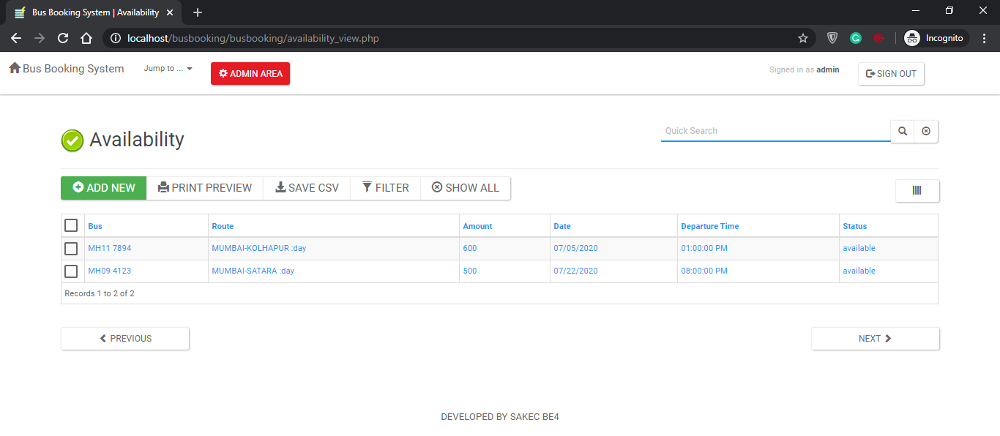 Bus Booking System | Availability
localhost/busbooking/busbooking/availability_view.php
Incognito
Bus Booking System
Jump to ...
ADMIN AREA
Signed in as admin
SIGN OUT
Availability
Quick Search
ADD NEW
PRINT PREVIEW
SAVE CSV
FILTER
SHOW ALL
Bus Route Amount Date Departure Time Status
MH11 7894 MUMBAI-KOLHAPUR :day 600 07/05/2020 01:00:00 PM available
MH09 4123 MUMBAI-SATARA :day 500 07/22/2020 08:00:00 PM available
Records 1 to 2 of 2
PREVIOUS
NEXT
DEVELOPED BY SAKEC BE4